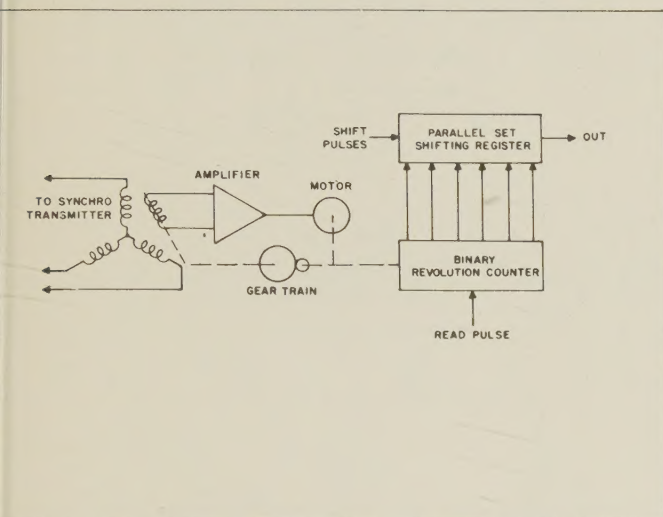 SHIFT
PULSES
PARALLEL SET
SHIFTING REGISTER
OUT
AMPLIFIER
MOTOR
TO SYNCHRO
TRANSMITTER
GEAR TRAIN
BINARY
REVOLUTION COUNTER
READ PULSE